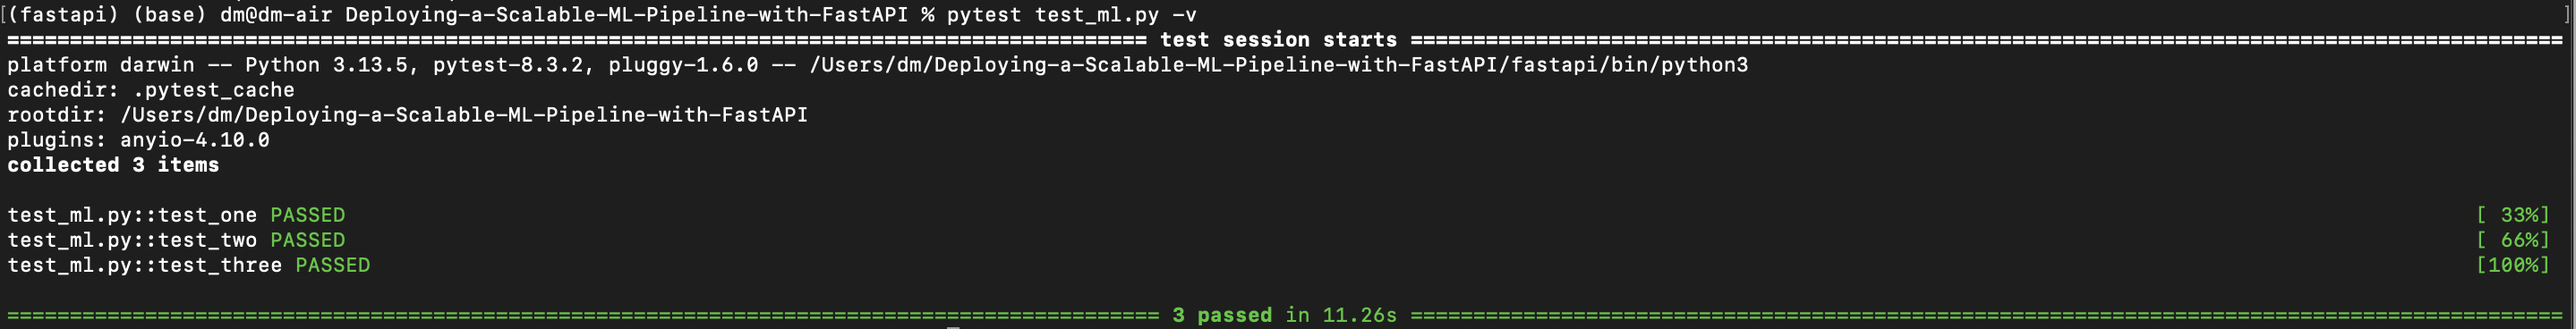 [(fastapi) (base) dm@dm-air Deploying-a-Scalable-ML-Pipeline-with-FastAPI % pytest test_ml.py -v ]
=========================================================================================== test session starts ============================================================================================
platform darwin -- Python 3.13.5, pytest-8.3.2, pluggy-1.6.0 -- /Users/dm/Deploying-a-Scalable-ML-Pipeline-with-FastAPI/fastapi/bin/python3
cachedir: .pytest_cache
rootdir: /Users/dm/Deploying-a-Scalable-ML-Pipeline-with-FastAPI
plugins: anyio-4.10.0
collected 3 items
test_ml.py::test_one PASSED [ 33%]
test_ml.py::test_two PASSED [ 66%]
test_ml.py::test_three PASSED [100%]
============================================================================================ 3 passed in 11.26s ============================================================================================